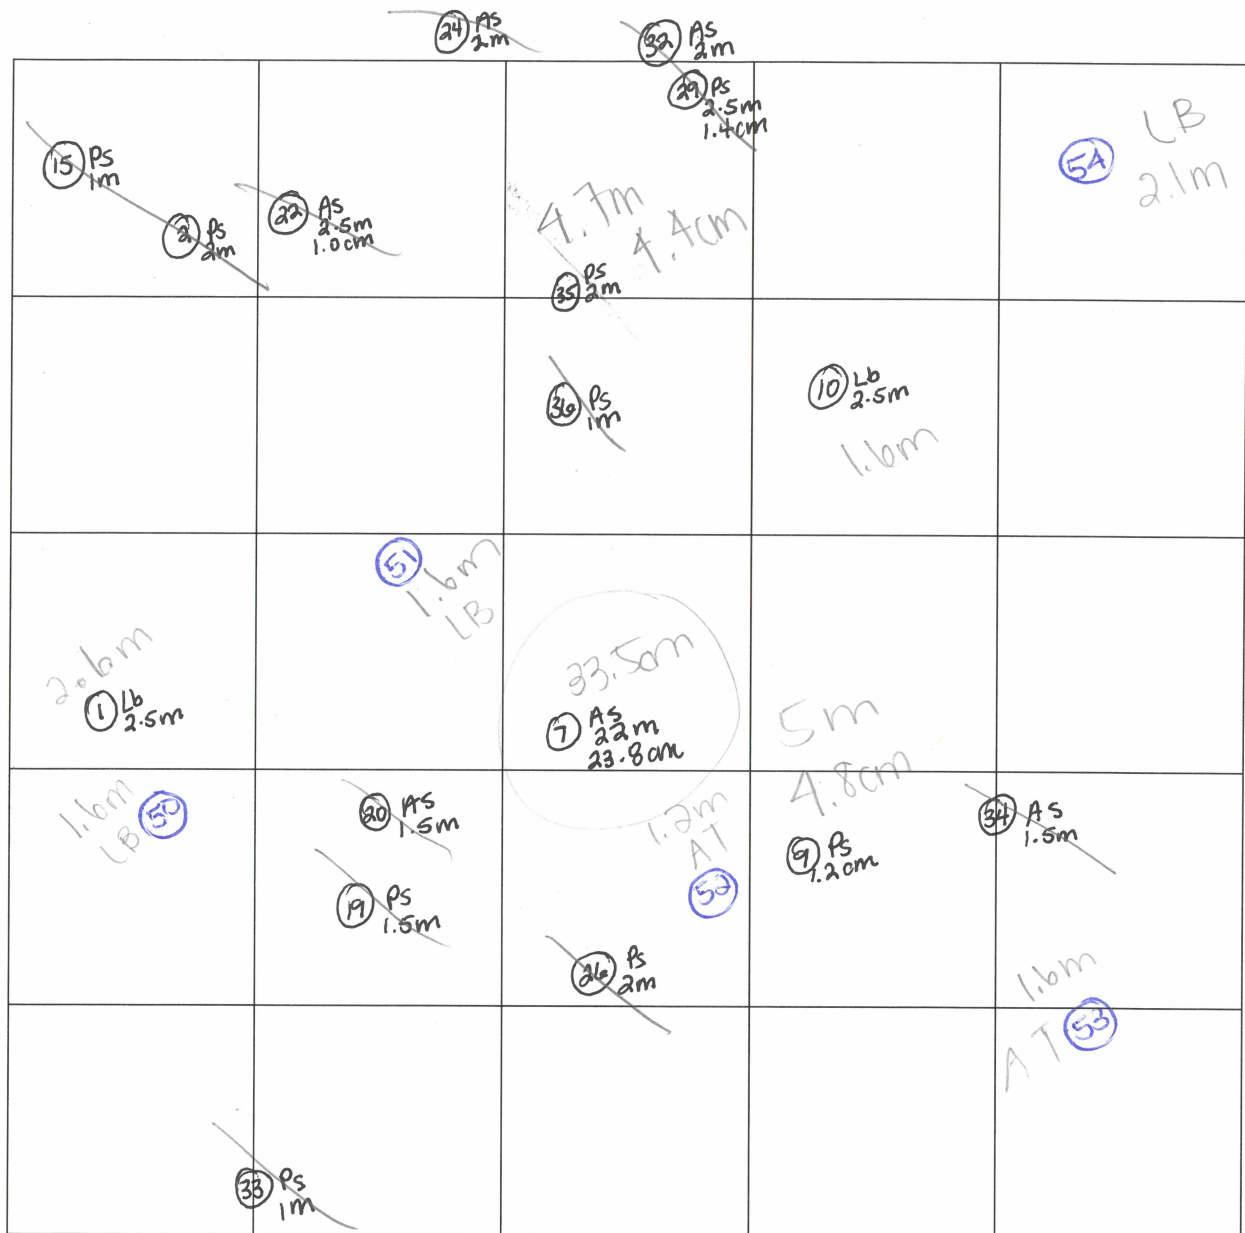 24 As
2m
32 As
2m
29 Ps
2.5m
1.4cm
54 LB
2.1m
15 Ps
1m
2 Ps
2m
22 As
2.5m
1.0cm
4.7m
4.4cm
35 Ps
2m
36 Ps
1m
10 Lb
2.5m
1.6m
51
1.6m
LB
2.6m
1 Lb
2.5m
33.5cm
7 As
22m
23.8cm
5m
4.8cm
1.6m
LB 50
20 As
1.5m
1.2m
AT
52
9 Ps
1.2cm
34 As
1.5m
19 Ps
1.5m
26 Ps
2m
1.6m
AT 53
33 Ps
1m